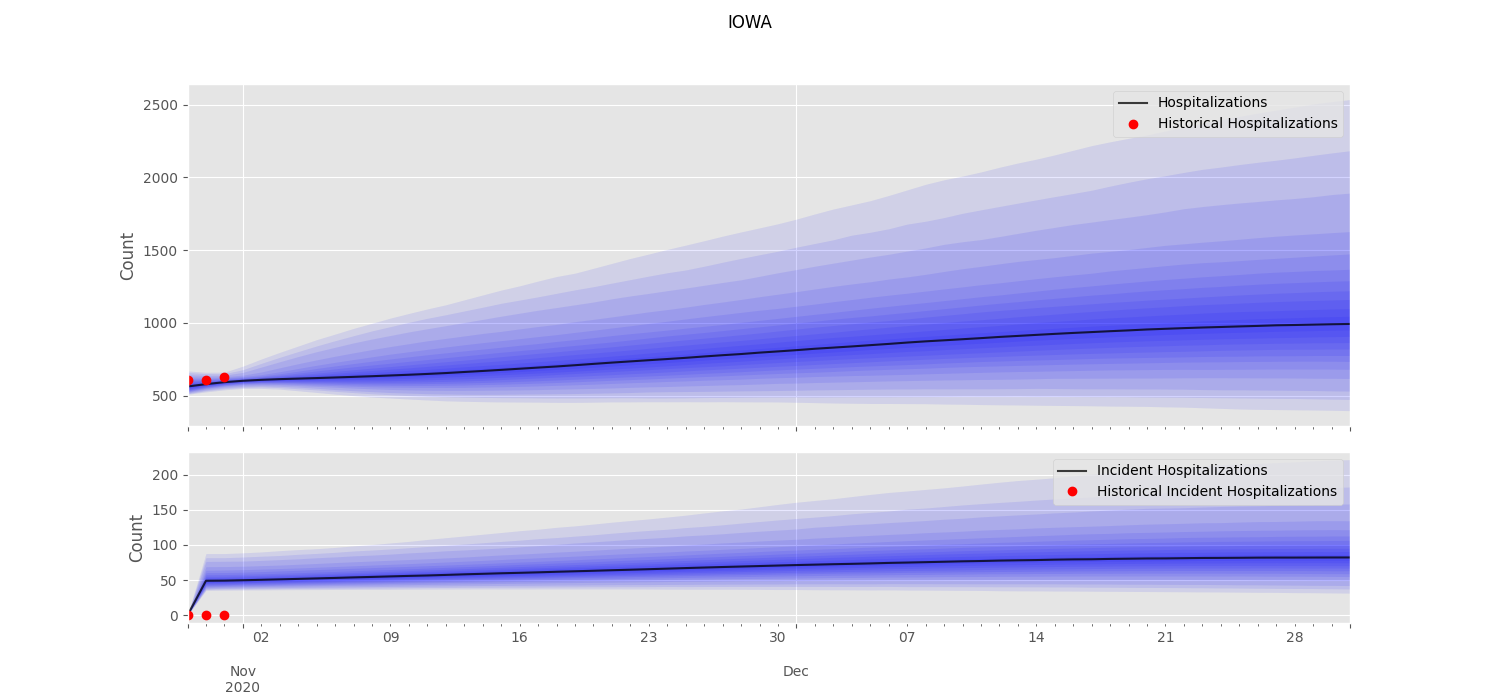 IOWA
2500
2000
1500
1000
500
Count
Hospitalizations
Historical Hospitalizations
200
150
100
50
0
Count
Incident Hospitalizations
Historical Incident Hospitalizations
02 09 16 23 30 07 14 21 28
Nov Dec
2020